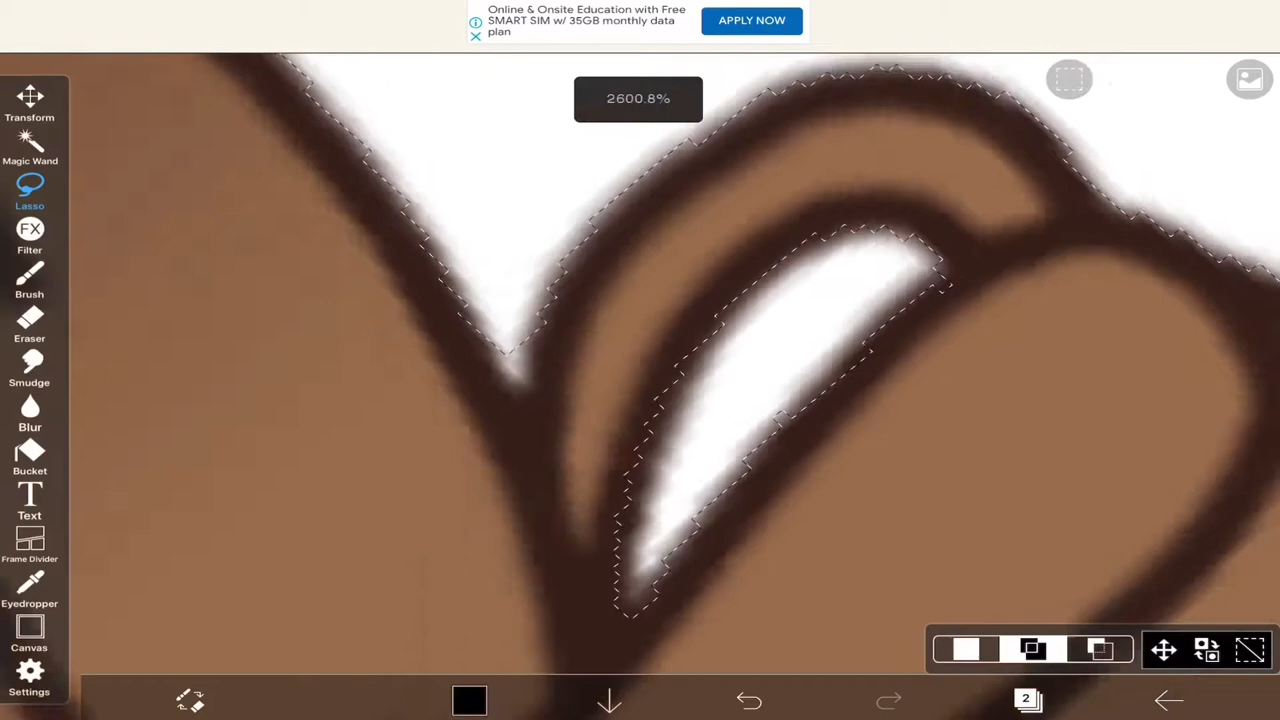 Online & Onsite Education with Free
SMART SIM w/ 35GB monthly data
plan
APPLY NOW
2600.8%
Transform
Magic Wand
Lasso
FX
Filter
Brush
Eraser
Smudge
Blur
Bucket
T
Text
Frame Divider
Eyedropper
Canvas
Settings
2